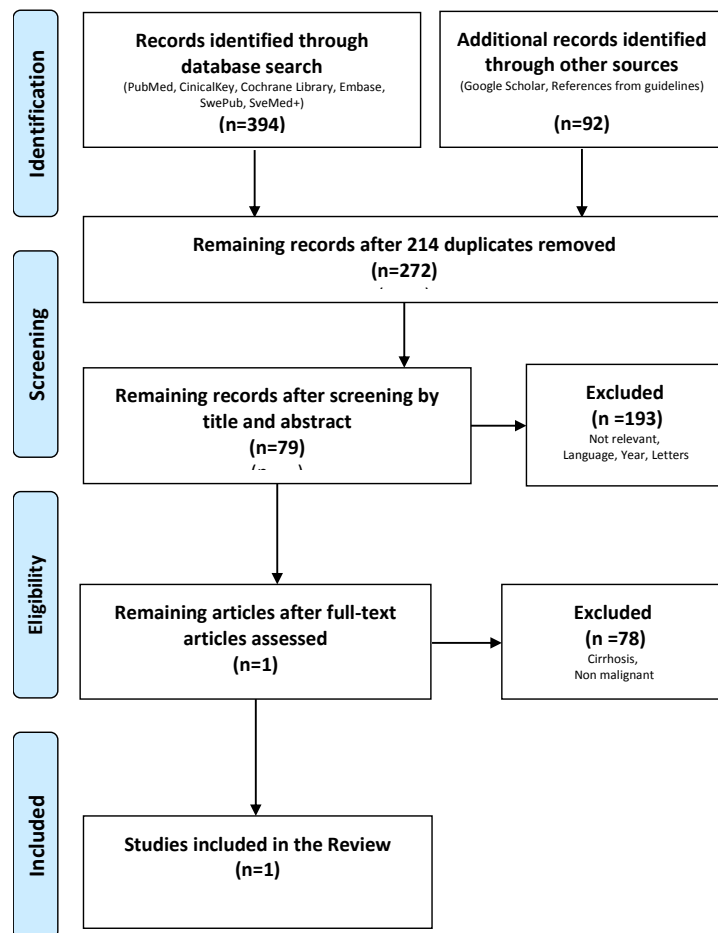 Identification
Records identified through
database search
(PubMed, CinicalKey, Cochrane Library, Embase,
SwePub, SveMed+)
(n=394)
Additional records identified
through other sources
(Google Scholar, References from guidelines)
(n=92)
Remaining records after 214 duplicates removed
(n=272)
Screening
Remaining records after screening by
title and abstract
(n=79)
Excluded
(n =193)
Not relevant,
Language, Year, Letters
Eligibility
Remaining articles after full-text
articles assessed
(n=1)
Excluded
(n =78)
Cirrhosis,
Non malignant
Included
Studies included in the Review
(n=1)